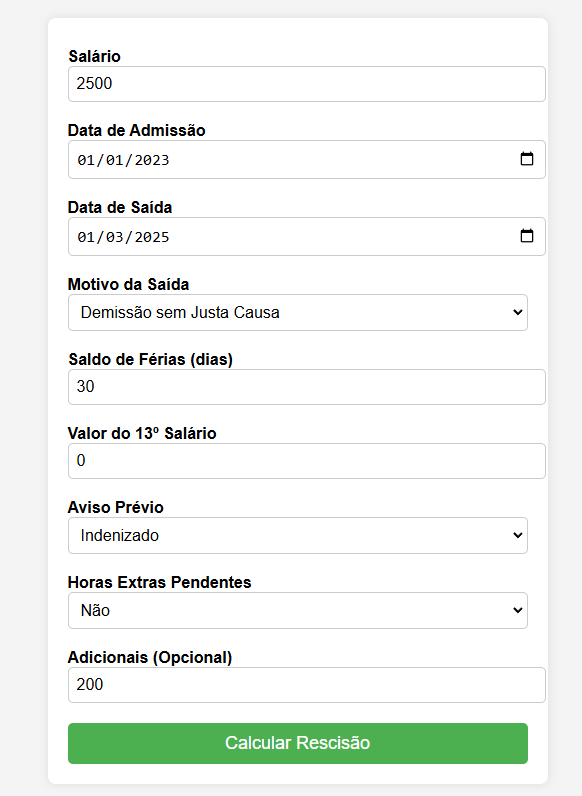 Salário
2500
Data de Admissão
01/01/2023
Data de Saída
01/03/2025
Motivo da Saída
Demissão sem Justa Causa
Saldo de Férias (dias)
30
Valor do 13º Salário
0
Aviso Prévio
Indenizado
Horas Extras Pendentes
Não
Adicionais (Opcional)
200
Calcular Rescisão